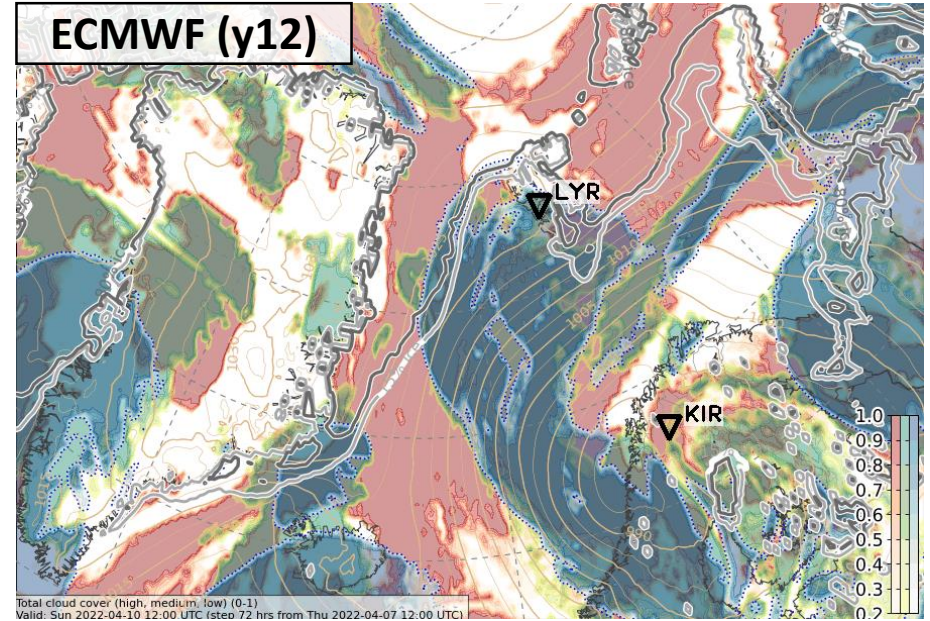 ECMWF (y12)
LYR
KIR
1010
1.0
0.9
0.8
0.7
0.6
0.5
0.4
0.3
0.2
Total cloud cover (high, medium, low) (0-1)
Valid: Sun 2022-04-10 12:00 UTC (step 72 hrs from Thu 2022-04-07 12:00 UTC)